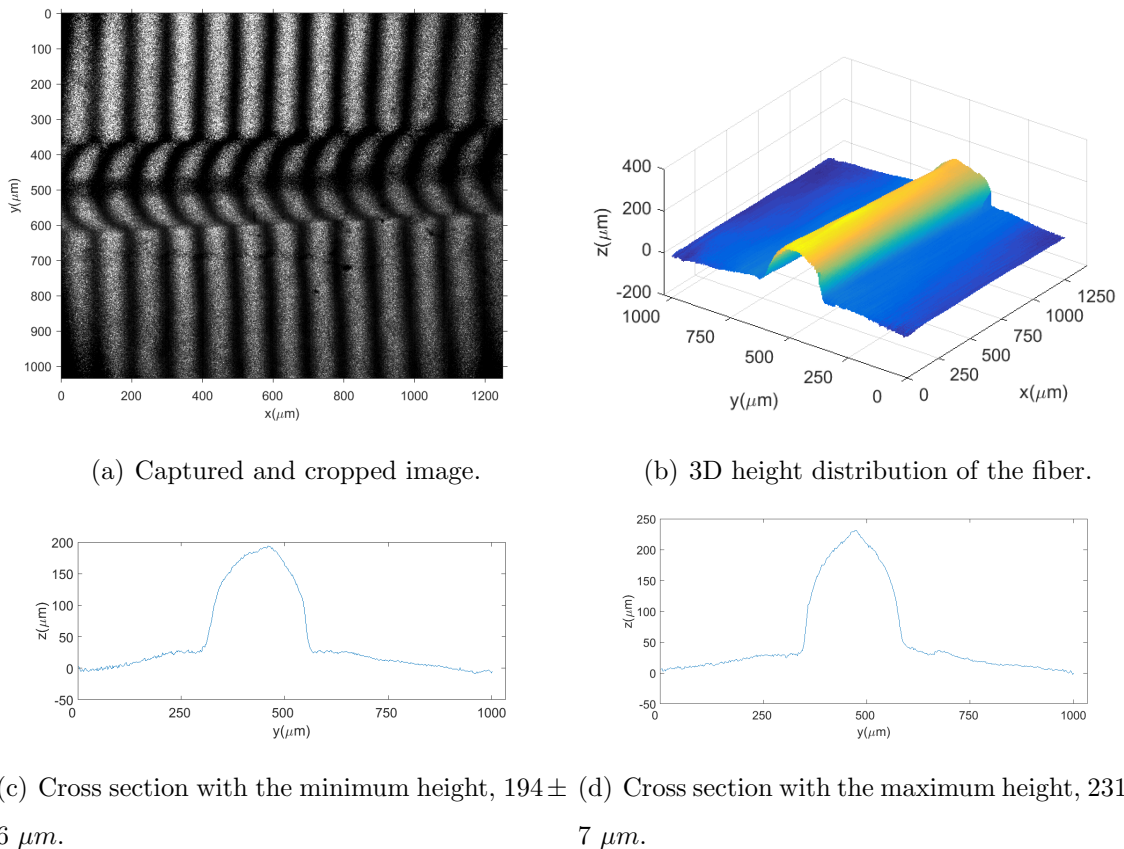 0
100
200
300
400
500
600
700
800
900
1000
y(μm)
0 200 400 600 800 1000 1200
x(μm)
400
200
0
-200
z(μm)
1000 750 500 250 0
y(μm)
0 250 500 750 1000 1250
x(μm)
(a) Captured and cropped image.
(b) 3D height distribution of the fiber.
200
150
100
50
0
-50
z(μm)
0 250 500 750 1000
y(μm)
250
200
150
100
50
0
-50
z(μm)
0 250 500 750 1000
y(μm)
(c) Cross section with the minimum height, 194±
6 μm.
(d) Cross section with the maximum height, 231
7 μm.